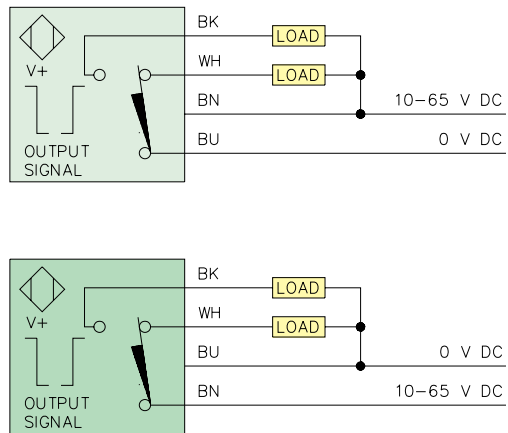 BK
LOAD
V+
WH
LOAD
BN 10-65 V DC
OUTPUT SIGNAL
BU 0 V DC
BK
LOAD
V+
WH
LOAD
BU 0 V DC
OUTPUT SIGNAL
BN 10-65 V DC